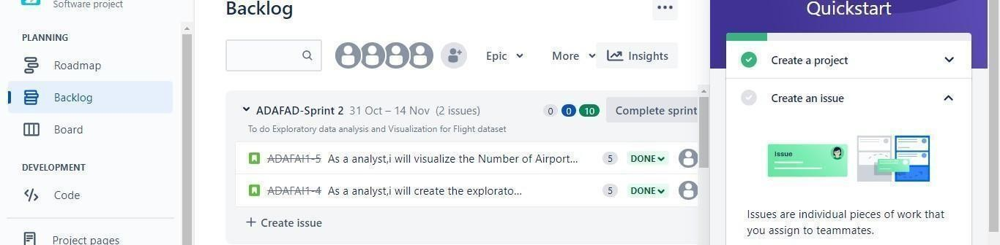 Software project
PLANNING
Roadmap
Backlog
Board
DEVELOPMENT
Code
Project pages
Backlog
Epic
More
Insights
ADAFAD-Sprint 2 31 Oct – 14 Nov (2 issues)
0 0 10
Complete sprint
To do Exploratory data analysis and Visualization for Flight dataset
ADAFAI1-5 As a analyst,i will visualize the Number of Airport... 5 DONE
ADAFAI1-4 As a analyst,i will create the explorato... 5 DONE
+ Create issue
Quickstart
Create a project
Create an issue
Issue
Issues are individual pieces of work that
you assign to teammates.